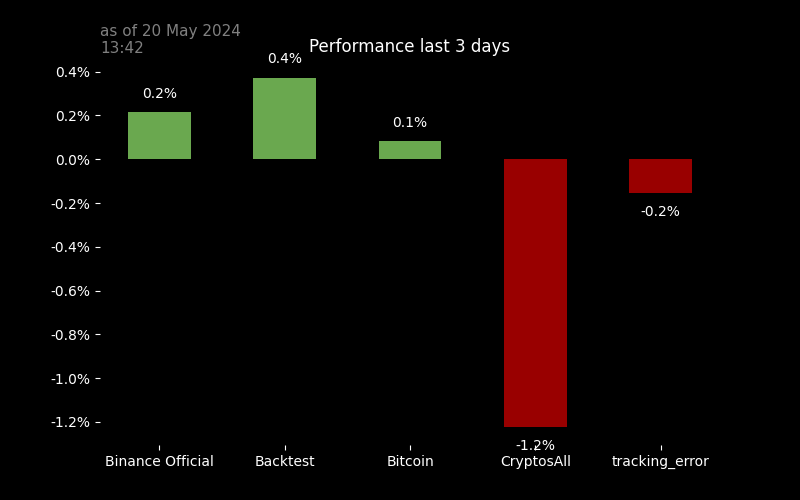 as of 20 May 2024
13:42
Performance last 3 days
0.4%
0.2%
0.0%
-0.2%
-0.4%
-0.6%
-0.8%
-1.0%
-1.2%
0.2%
0.4%
0.1%
-1.2%
-0.2%
Binance Official
Backtest
Bitcoin
CryptosAll
tracking_error